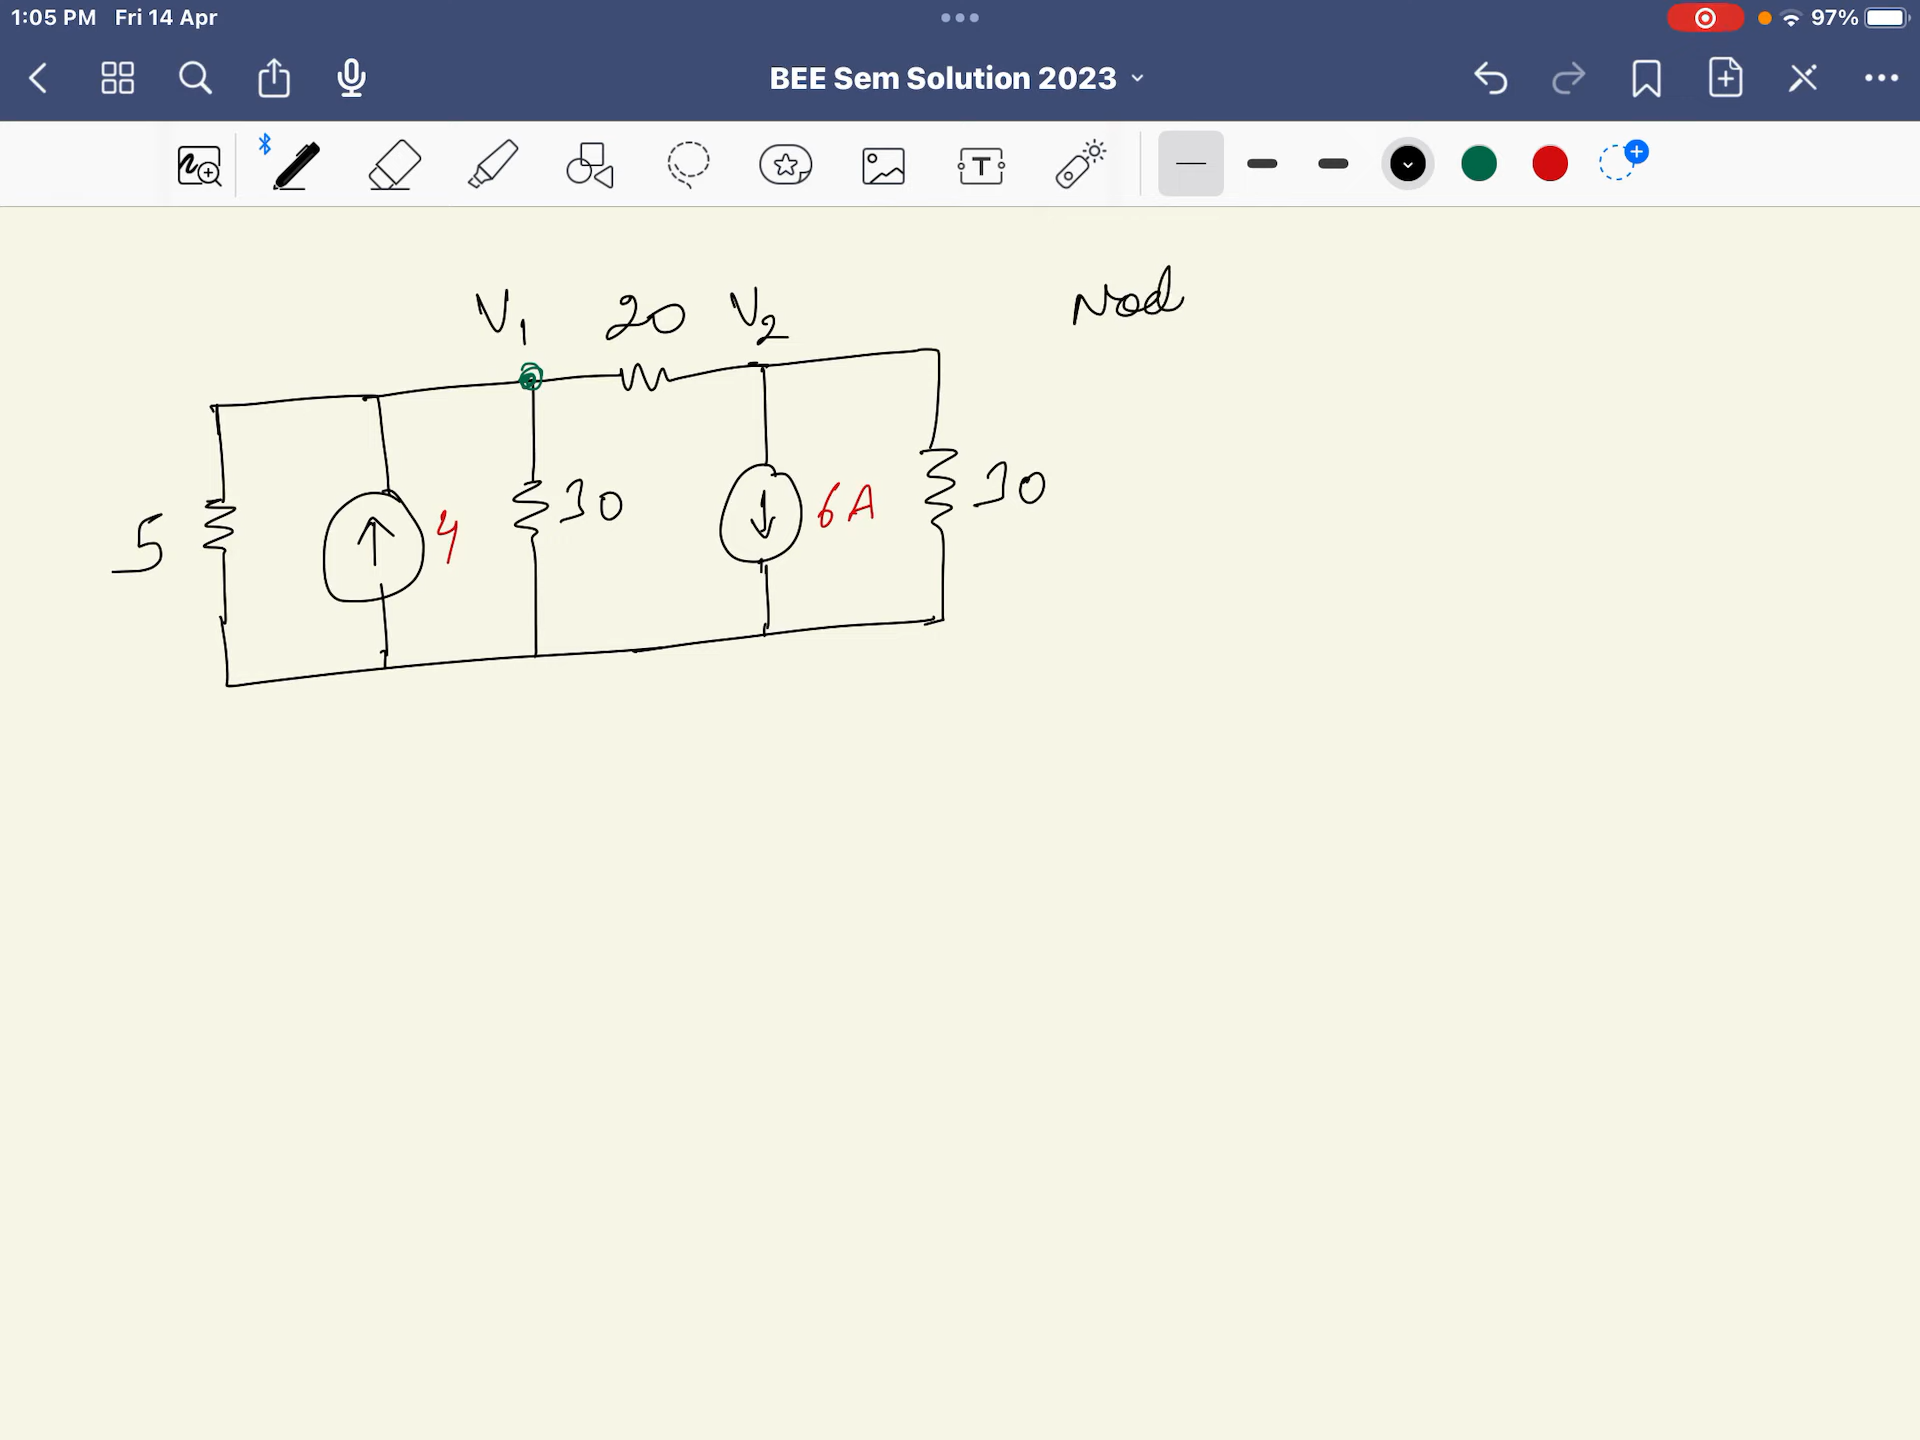 1:05 PM Fri 14 Apr
97%
BEE Sem Solution 2023
T
V₁ 20 V₂ Nod
5 4 30 6A 30